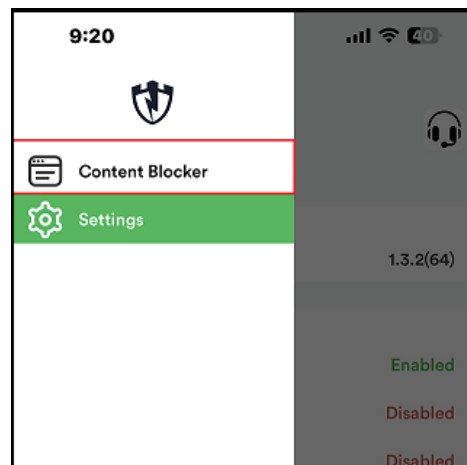 9:20
40
Content Blocker
Settings
1.3.2(64)
Enabled
Disabled
Disabled